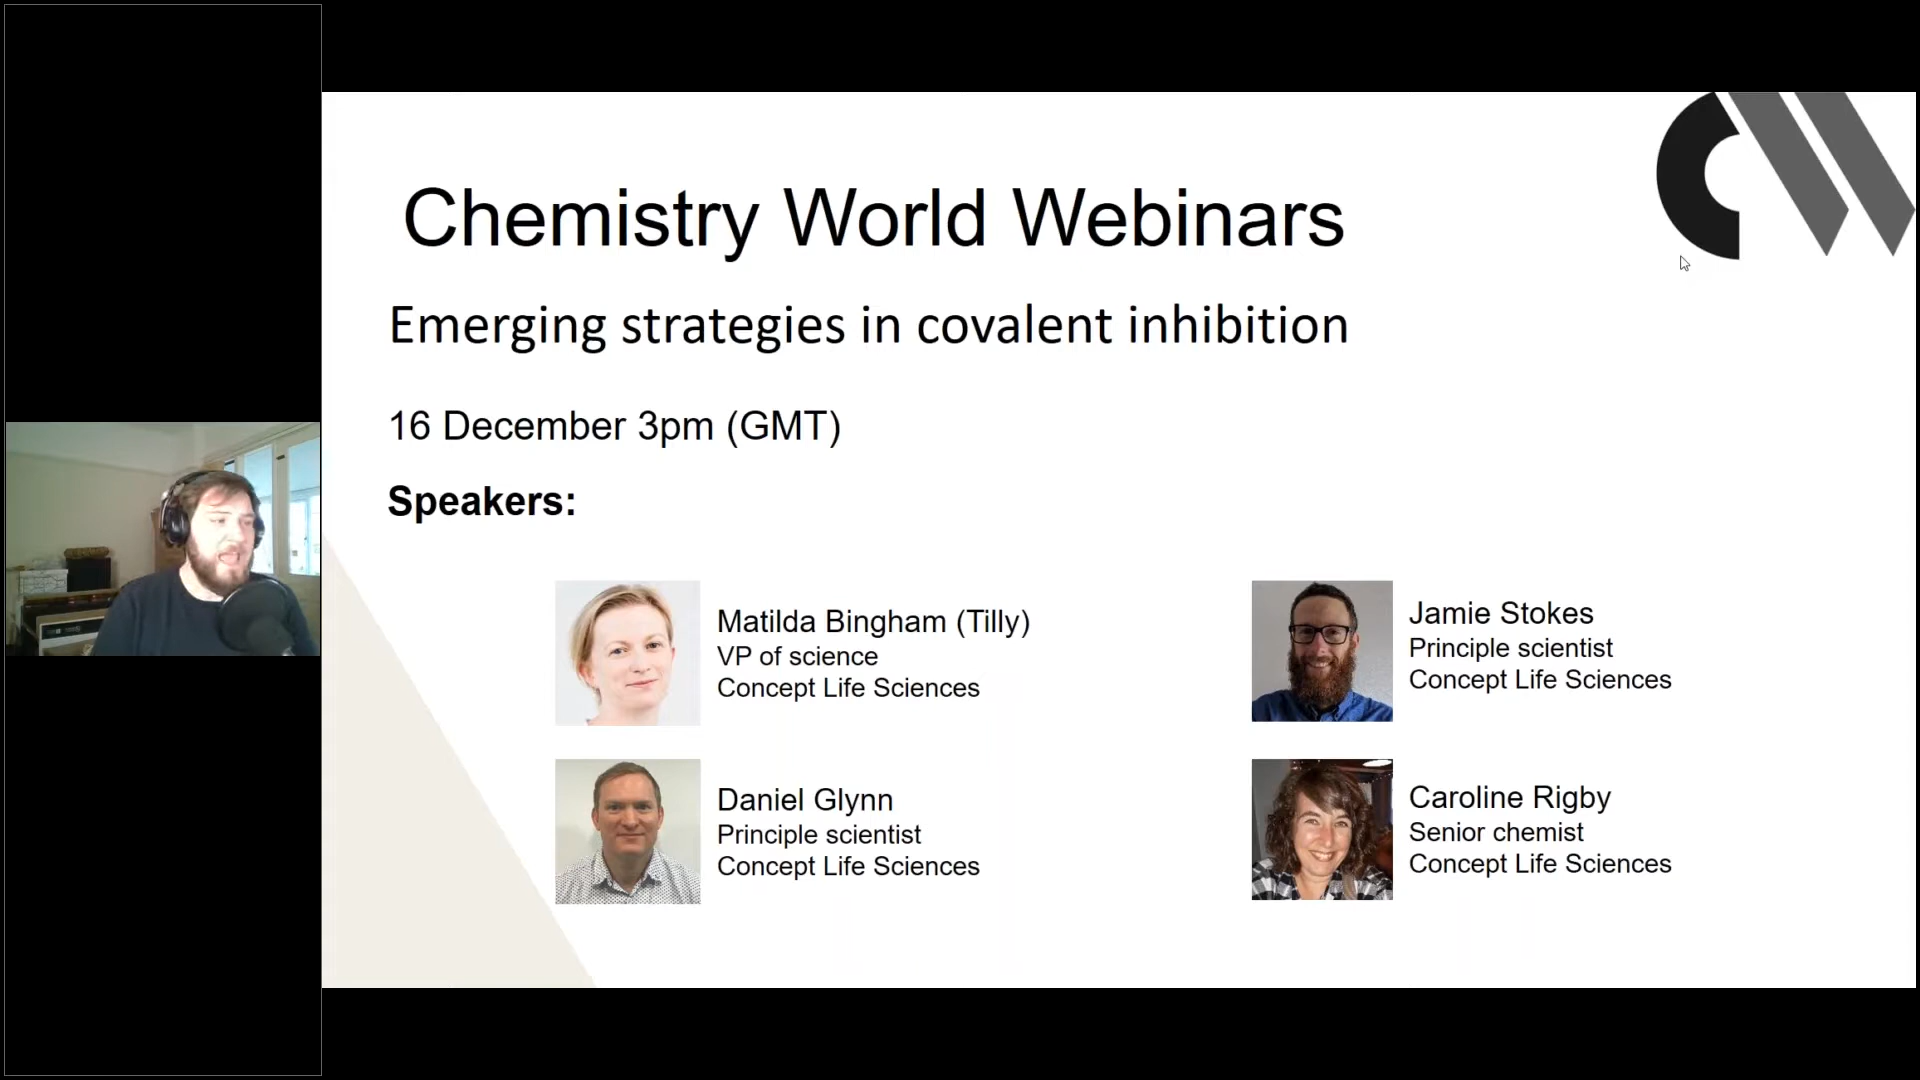 Chemistry World Webinars
Emerging strategies in covalent inhibition
16 December 3pm (GMT)
Speakers:
Matilda Bingham (Tilly)
VP of science
Concept Life Sciences
Jamie Stokes
Principle scientist
Concept Life Sciences
Daniel Glynn
Principle scientist
Concept Life Sciences
Caroline Rigby
Senior chemist
Concept Life Sciences